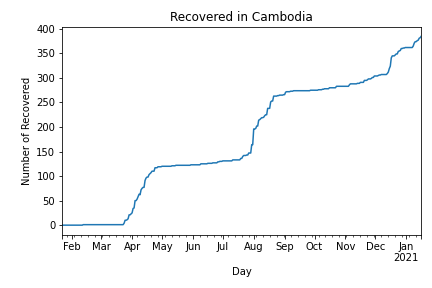 Recovered in Cambodia
Number of Recovered
400
350
300
250
200
150
100
50
0
Feb Mar Apr May Jun Jul Aug Sep Oct Nov Dec Jan
2021
Day